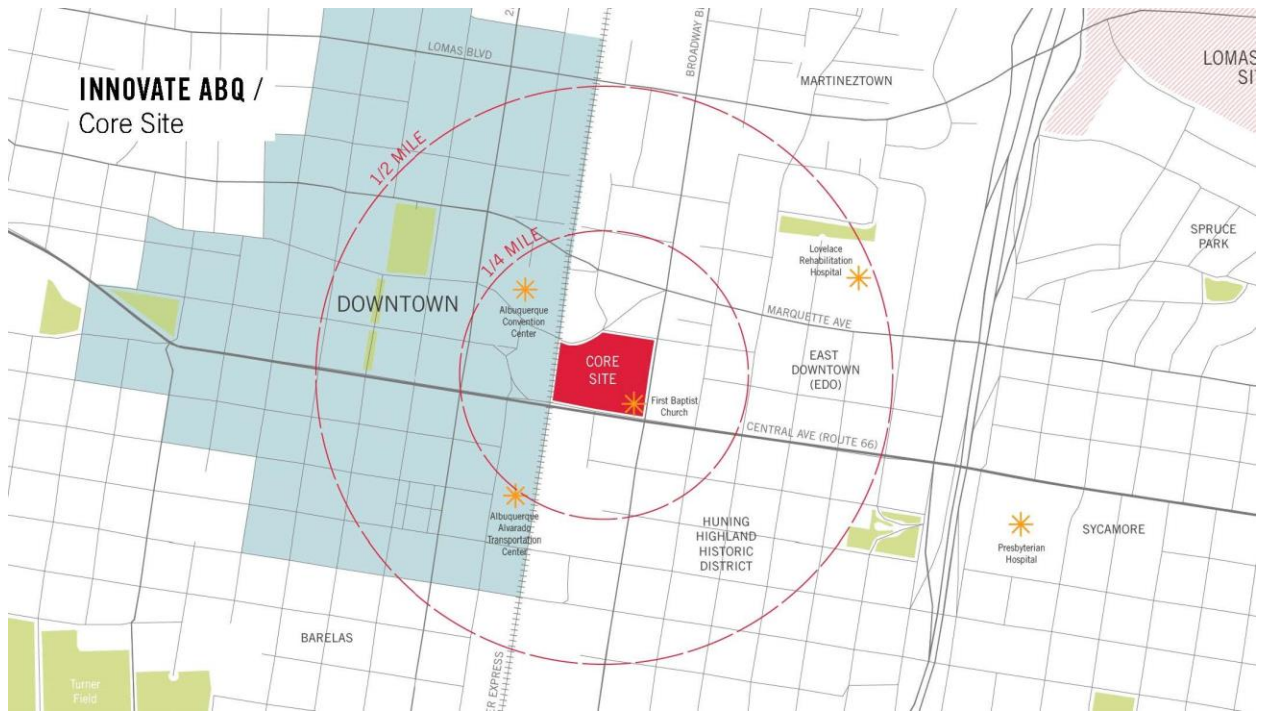 INNOVATE ABQ /
Core Site
LOMAS BLVD
MARTINEZTOWN
LOMAS
1/2 MILE
1/4 MILE
SPRUCE
PARK
Lovelace
Rehabilitation
Hospital
DOWNTOWN
Albuquerque
Convention
Center
MARQUETTE AVE
CORE
SITE
EAST
DOWNTOWN
(EDO)
First Baptist
Church
CENTRAL AVE (ROUTE 66)
Albuquerque
Alvarado
Transportation
Center
HUNING
HIGHLAND
HISTORIC
DISTRICT
Presbyterian
Hospital
SYCAMORE
BARELAS
Turner
Field
BROADWAY
EXPRESS